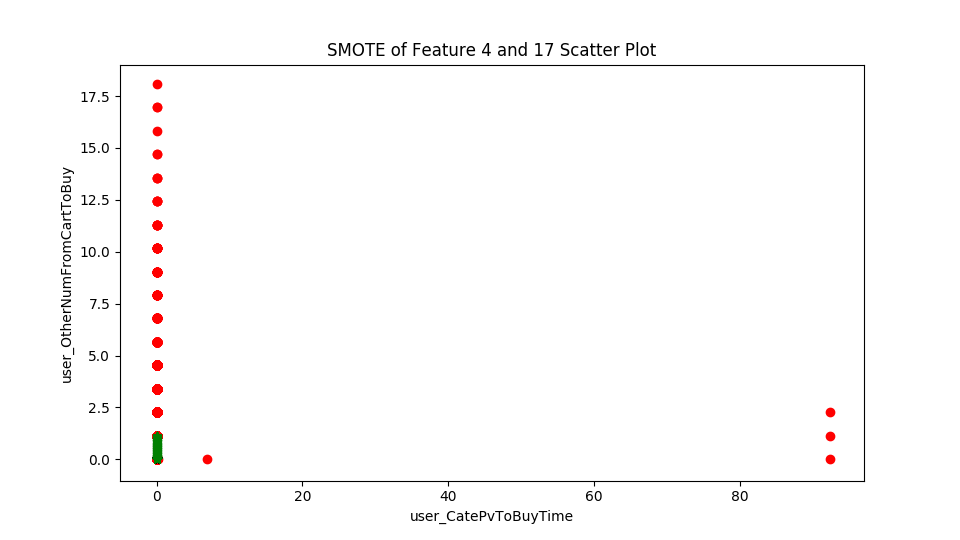 SMOTE of Feature 4 and 17 Scatter Plot
user_OtherNumFromCartToBuy
17.5
15.0
12.5
10.0
7.5
5.0
2.5
0.0
0 20 40 60 80
user_CatePvToBuyTime